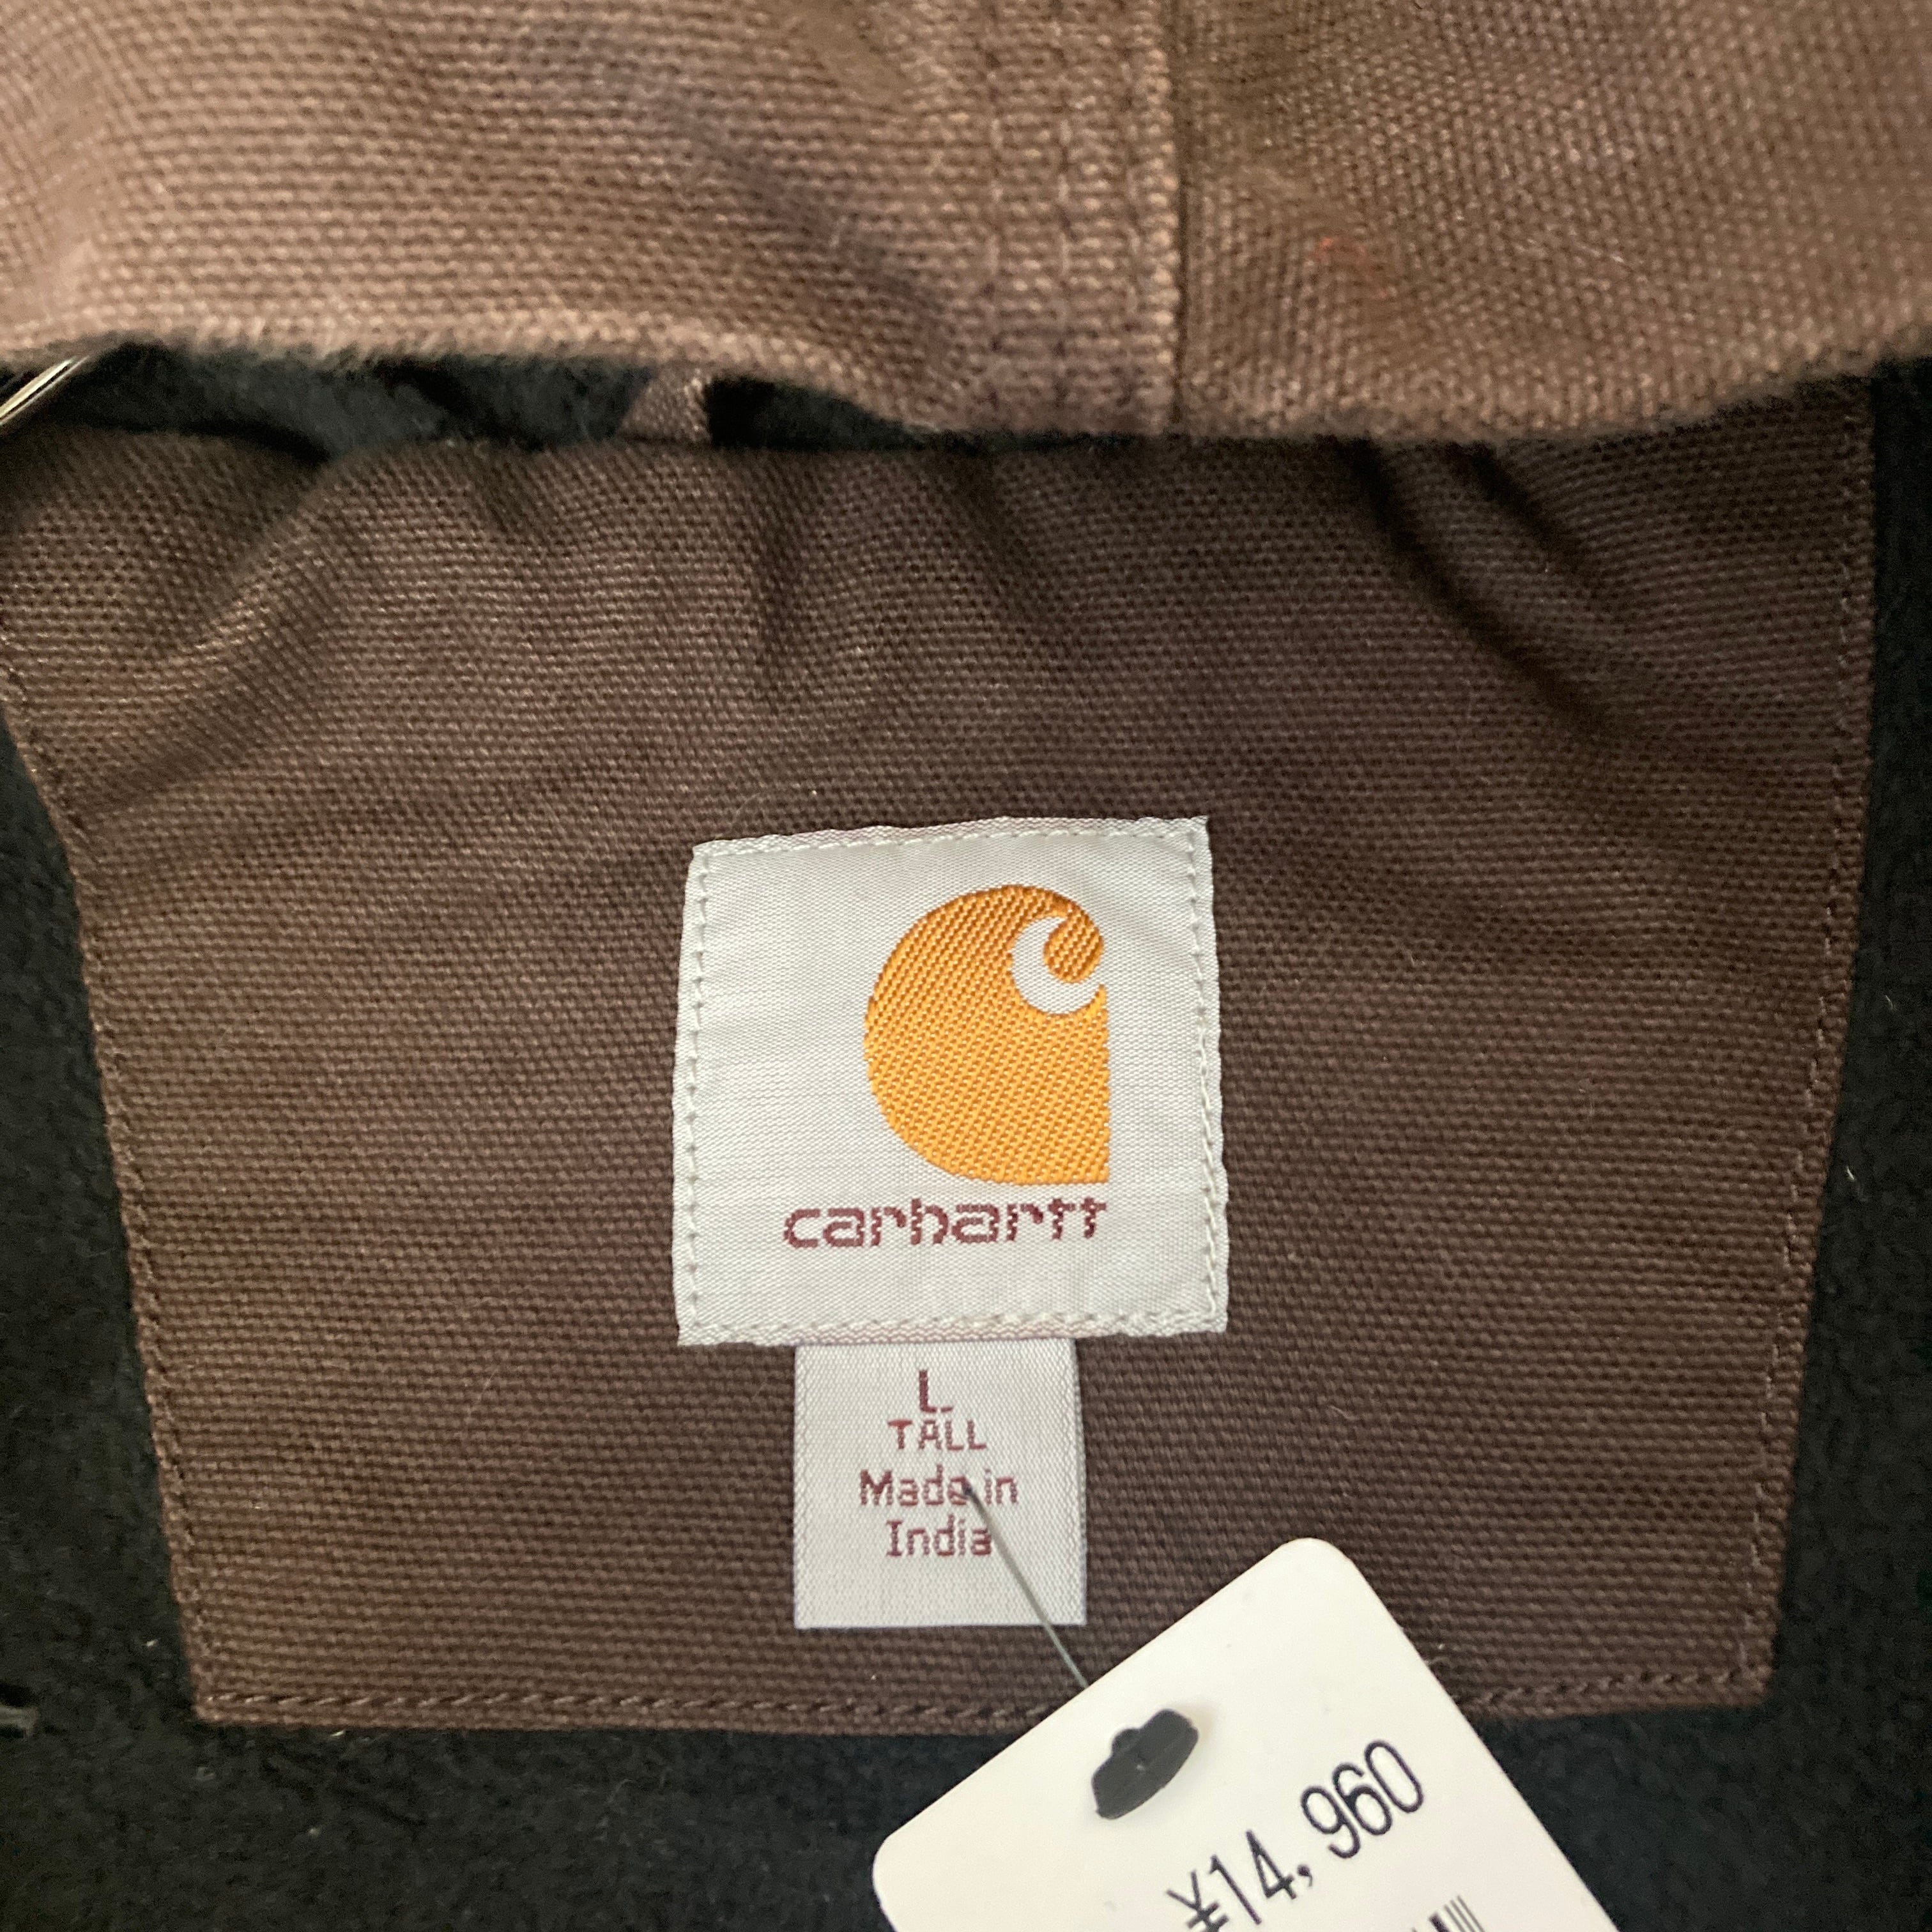 carhartt
L
TALL
Made in
India
¥14,960